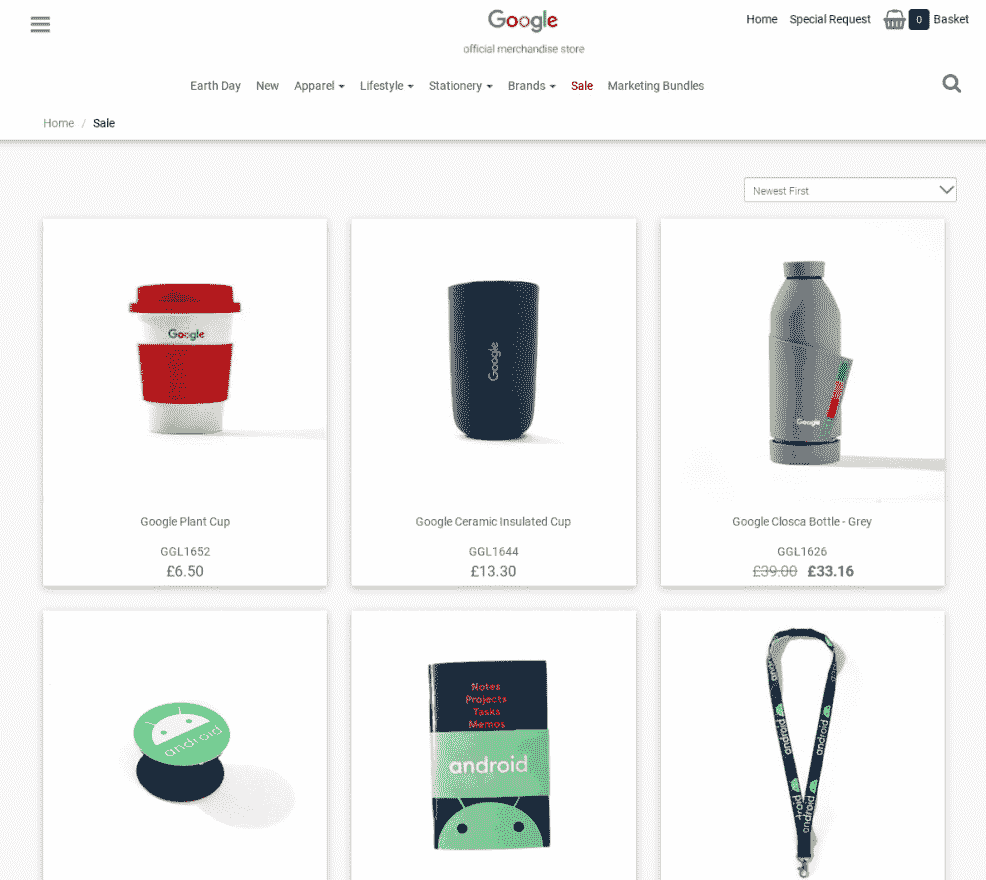 Google
official merchandise store
Home Special Request 0 Basket
Earth Day New Apparel Lifestyle Stationery Brands Sale Marketing Bundles
Home / Sale
Newest First
Google
Google
Google
Google Plant Cup
GGL1652
£6.50
Google Ceramic Insulated Cup
GGL1644
£13.30
Google Closca Bottle - Grey
GGL1626
£39.00 £33.16
android
Notes
Projects
Tasks
Memos
android
android
android
android
android
android